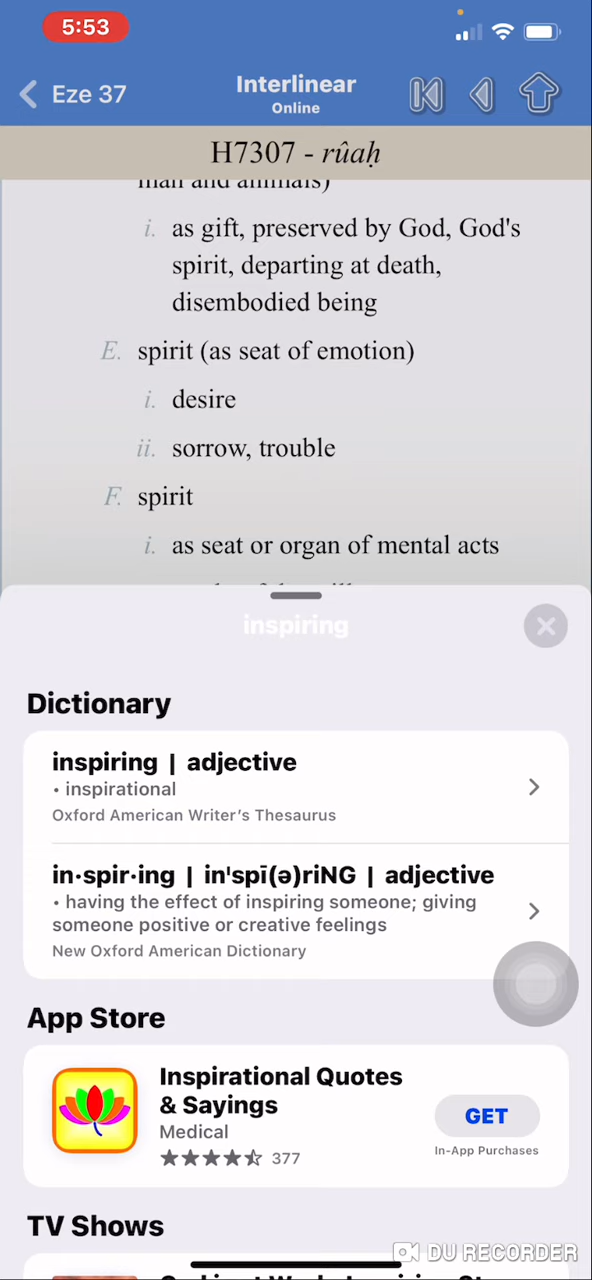 5:53
Eze 37
Interlinear
Online
H7307 - rûaḥ
man and animals)
i. as gift, preserved by God, God's
spirit, departing at death,
disembodied being
E. spirit (as seat of emotion)
i. desire
ii. sorrow, trouble
F. spirit
i. as seat or organ of mental acts
inspiring
Dictionary
inspiring | adjective
• inspirational
Oxford American Writer’s Thesaurus
in·spir·ing | inˈspī(ə)riNG | adjective
• having the effect of inspiring someone; giving
someone positive or creative feelings
New Oxford American Dictionary
App Store
Inspirational Quotes
& Sayings
Medical
377
GET
In-App Purchases
TV Shows
DU RECORDER